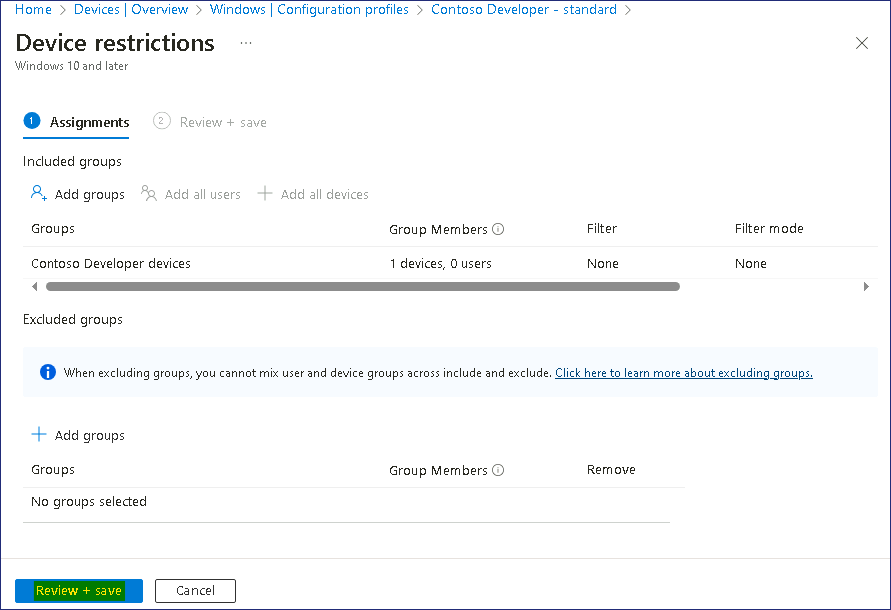 Home > Devices | Overview > Windows | Configuration profiles > Contoso Developer - standard >
Device restrictions ...
Windows 10 and later
1 Assignments 2 Review + save
Included groups
Add groups Add all users Add all devices
Groups Group Members Filter Filter mode
Contoso Developer devices 1 devices, 0 users None None
Excluded groups
When excluding groups, you cannot mix user and device groups across include and exclude. Click here to learn more about excluding groups.
Add groups
Groups Group Members Remove
No groups selected
Review + save Cancel